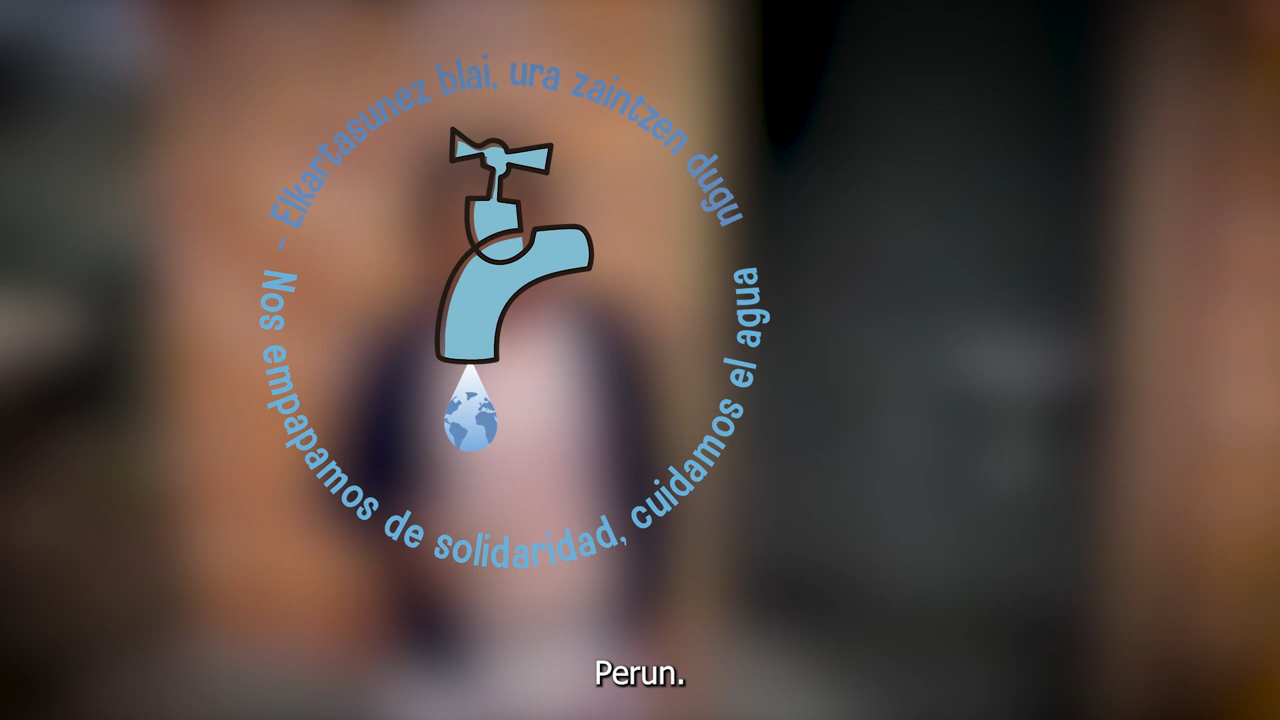 Elkartasunez blai, ura zaintzen dugu
- Nos empapamos de solidaridad, cuidamos el agua
Perun.